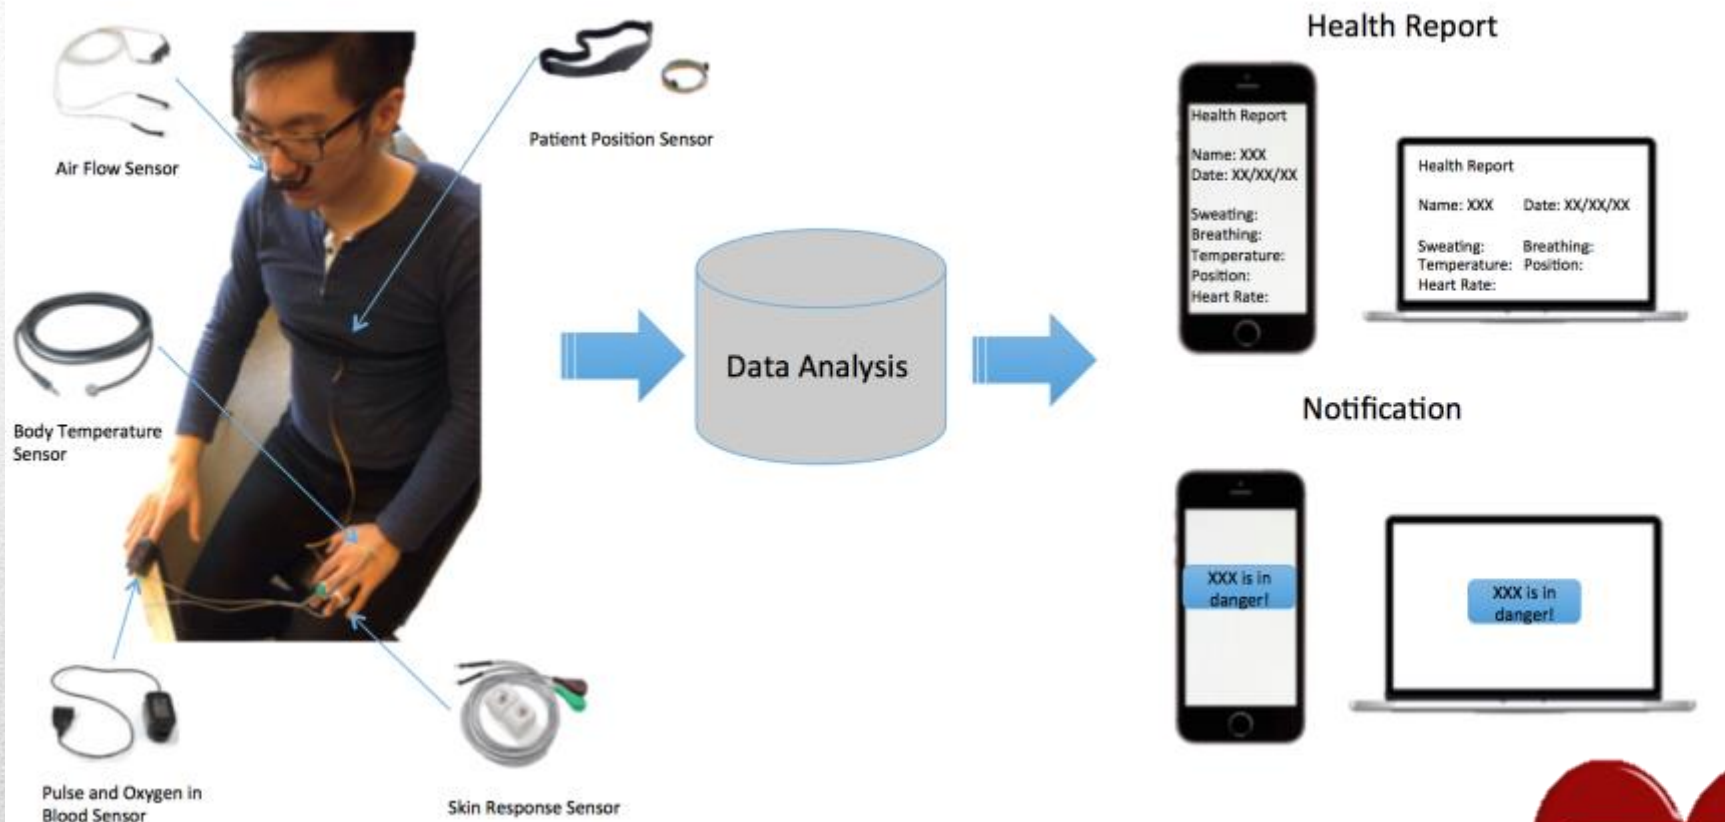 Air Flow Sensor
Patient Position Sensor
Body Temperature
Sensor
Pulse and Oxygen in
Blood Sensor
Skin Response Sensor
Data Analysis
Health Report
Health Report
Name: XXX
Date: XX/XX/XX
Sweating:
Breathing:
Temperature:
Position:
Heart Rate:
Health Report
Name: XXX Date: XX/XX/XX
Sweating: Breathing:
Temperature: Position:
Heart Rate:
Notification
XXX is in
danger!
XXX is in
danger!